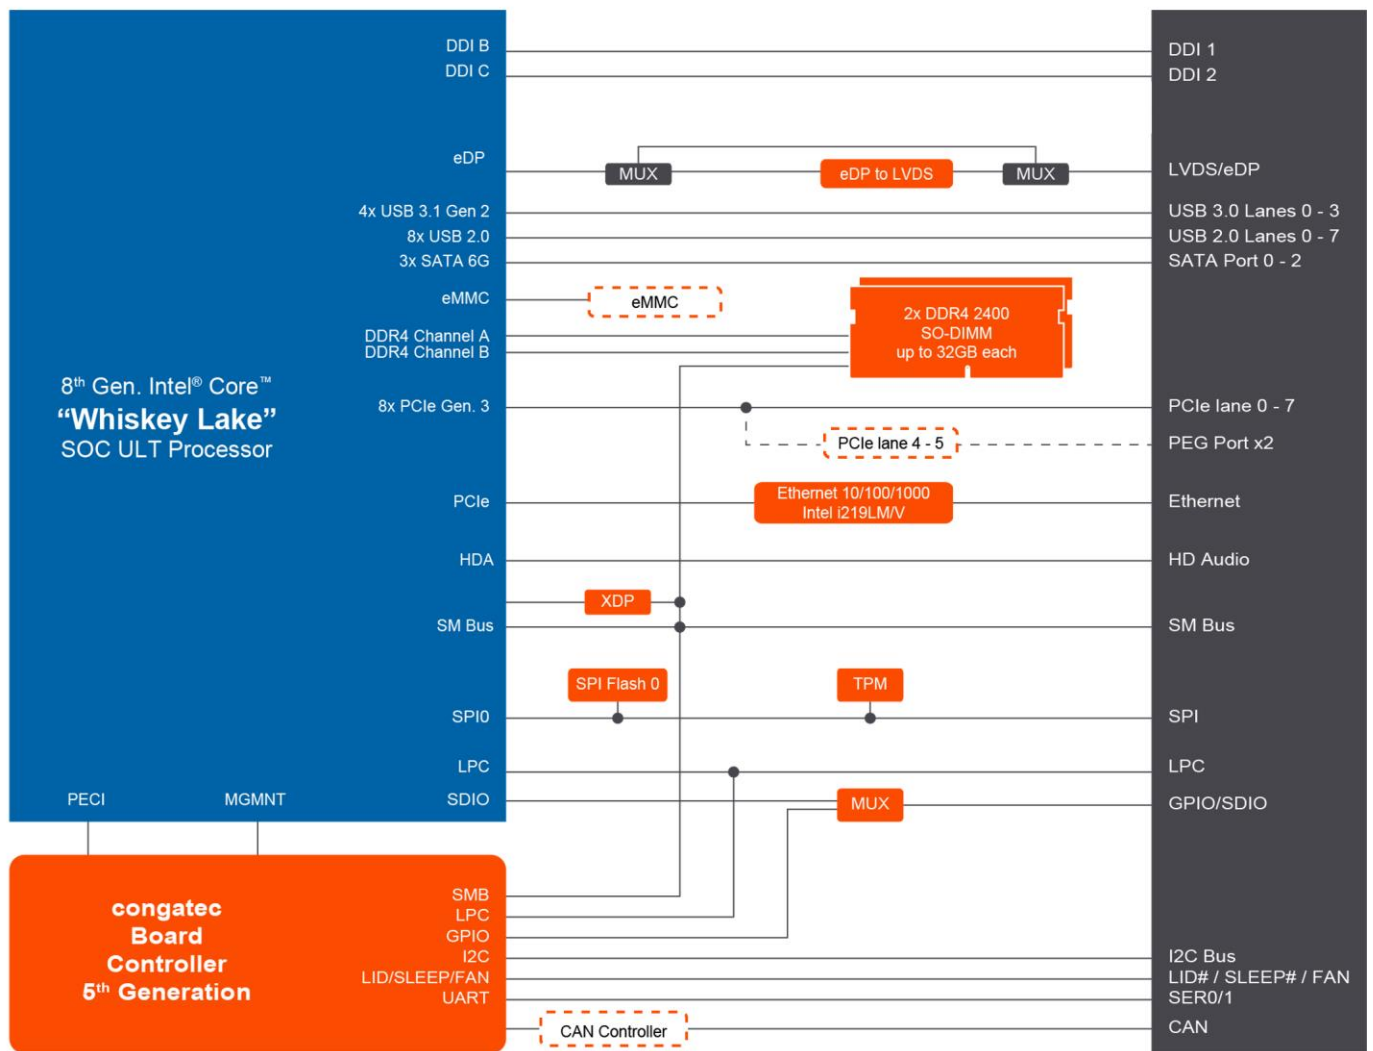 DDI B
DDI 1
DDI C
DDI 2
eDP
MUX
eDP to LVDS
MUX
LVDS/eDP
4x USB 3.1 Gen 2
USB 3.0 Lanes 0 - 3
8x USB 2.0
USB 2.0 Lanes 0 - 7
3x SATA 6G
SATA Port 0 - 2
eMMC
eMMC
2x DDR4 2400
SO-DIMM
up to 32GB each
DDR4 Channel A
DDR4 Channel B
8th Gen. Intel® Core™
“Whiskey Lake”
SOC ULT Processor
8x PCIe Gen. 3
PCIe lane 0 - 7
PCIe lane 4 - 5
PEG Port x2
PCIe
Ethernet 10/100/1000
Intel i219LM/V
Ethernet
HDA
HD Audio
XDP
SM Bus
SM Bus
SPI Flash 0
TPM
SPI0
SPI
LPC
LPC
PECI
MGMNT
SDIO
MUX
GPIO/SDIO
congatec
Board
Controller
5th Generation
SMB
LPC
GPIO
I2C
I2C Bus
LID/SLEEP/FAN
LID# / SLEEP# / FAN
UART
SER0/1
CAN Controller
CAN